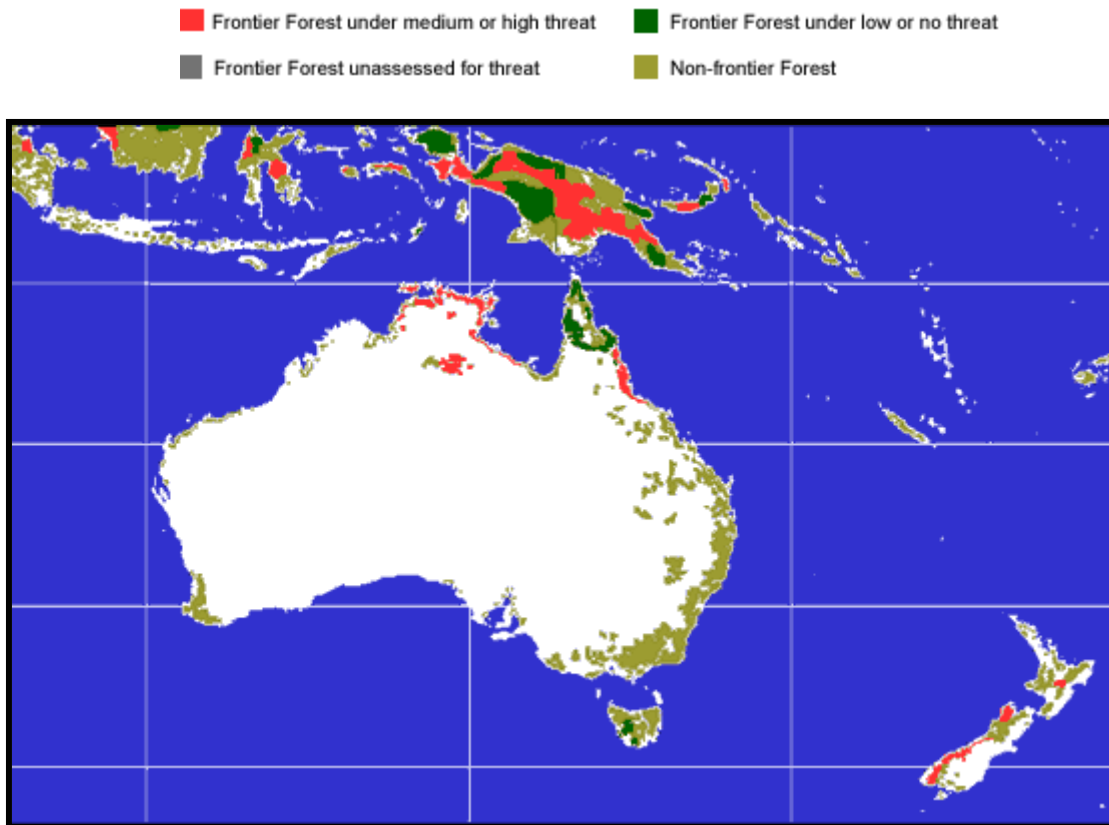 Frontier Forest under medium or high threat
Frontier Forest under low or no threat
Frontier Forest unassessed for threat
Non-frontier Forest